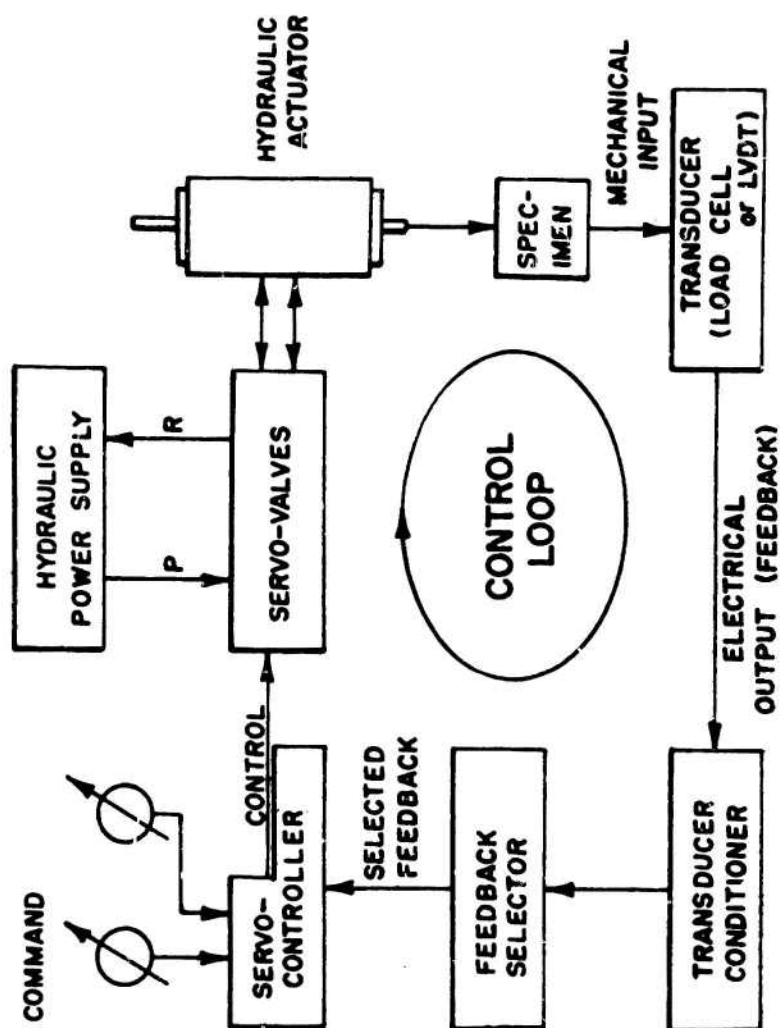 COMMAND
HYDRAULIC
POWER SUPPLY
P
R
SERVO-
CONTROLLER
CONTROL
SERVO-VALVES
HYDRAULIC
ACTUATOR
SELECTED
FEEDBACK
CONTROL
LOOP
SPEC-
IMEN
MECHANICAL
INPUT
FEEDBACK
SELECTOR
TRANSDUCER
CONDITIONER
ELECTRICAL
OUTPUT (FEEDBACK)
TRANSDUCER
(LOAD CELL
or LVDT)